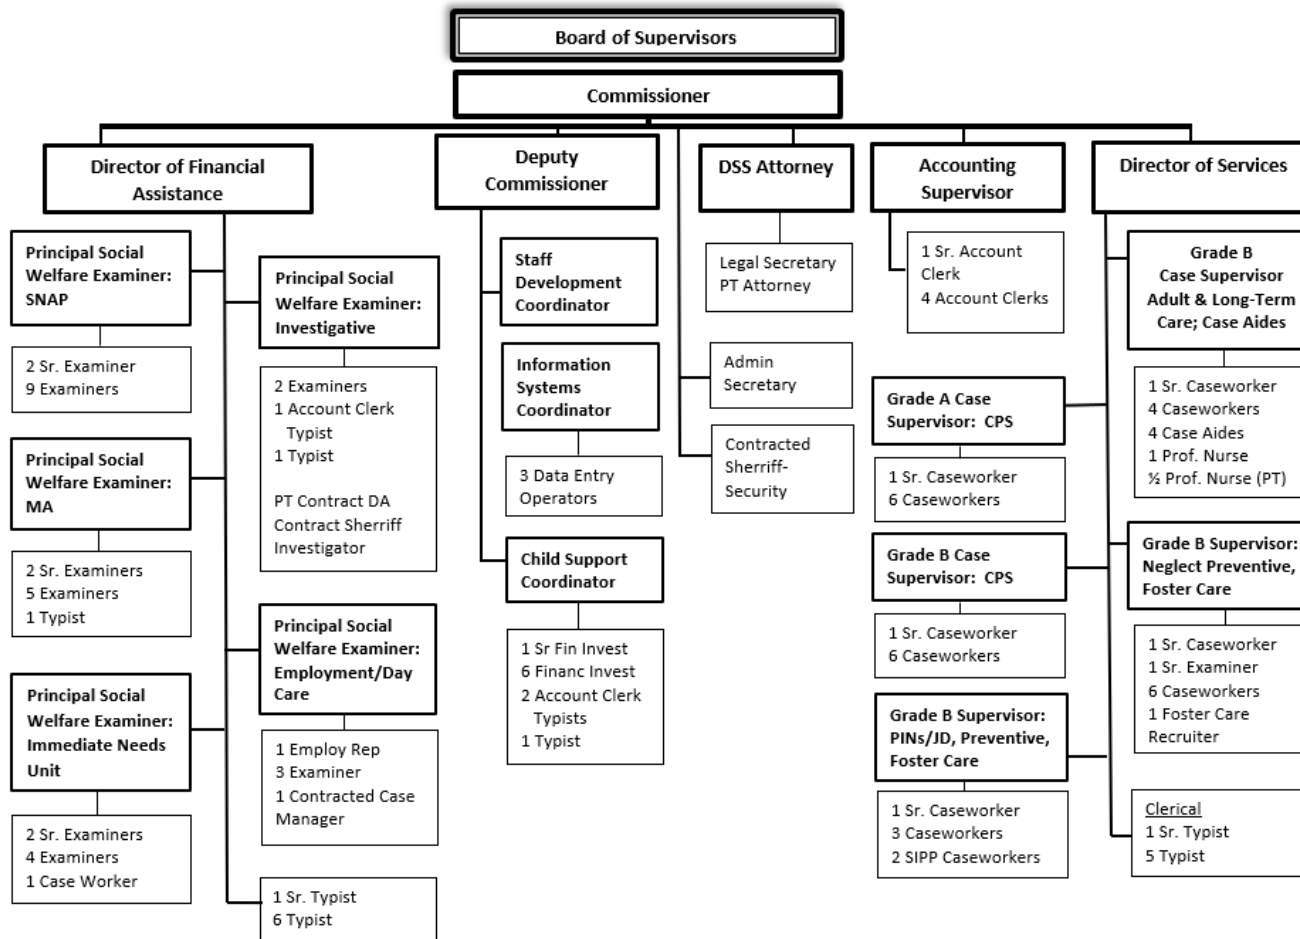 Board of Supervisors
Commissioner
Director of Financial
Assistance
Deputy
Commissioner
DSS Attorney
Accounting
Supervisor
Director of Services
Principal Social
Welfare Examiner:
SNAP
2 Sr. Examiner
9 Examiners
Principal Social
Welfare Examiner:
MA
2 Sr. Examiners
5 Examiners
1 Typist
Principal Social
Welfare Examiner:
Immediate Needs
Unit
2 Sr. Examiners
4 Examiners
1 Case Worker
Principal Social
Welfare Examiner:
Investigative
2 Examiners
1 Account Clerk
Typist
1 Typist
PT Contract DA
Contract Sherriff
Investigator
Principal Social
Welfare Examiner:
Employment/Day
Care
1 Employ Rep
3 Examiner
1 Contracted Case
Manager
1 Sr. Typist
6 Typist
Staff
Development
Coordinator
Information
Systems
Coordinator
3 Data Entry
Operators
Child Support
Coordinator
1 Sr Fin Invest
6 Financ Invest
2 Account Clerk
Typists
1 Typist
Legal Secretary
PT Attorney
Admin
Secretary
Contracted
Sherriff-
Security
1 Sr. Account
Clerk
4 Account Clerks
Grade A Case
Supervisor: CPS
1 Sr. Caseworker
6 Caseworkers
Grade B Case
Supervisor: CPS
1 Sr. Caseworker
6 Caseworkers
Grade B Supervisor:
PINs/JD, Preventive,
Foster Care
1 Sr. Caseworker
3 Caseworkers
2 SIPP Caseworkers
Grade B
Case Supervisor
Adult & Long-Term
Care; Case Aides
1 Sr. Caseworker
4 Caseworkers
4 Case Aides
1 Prof. Nurse
½ Prof. Nurse (PT)
Grade B Supervisor:
Neglect Preventive,
Foster Care
1 Sr. Caseworker
1 Sr. Examiner
6 Caseworkers
1 Foster Care
Recruiter
Clerical
1 Sr. Typist
5 Typist